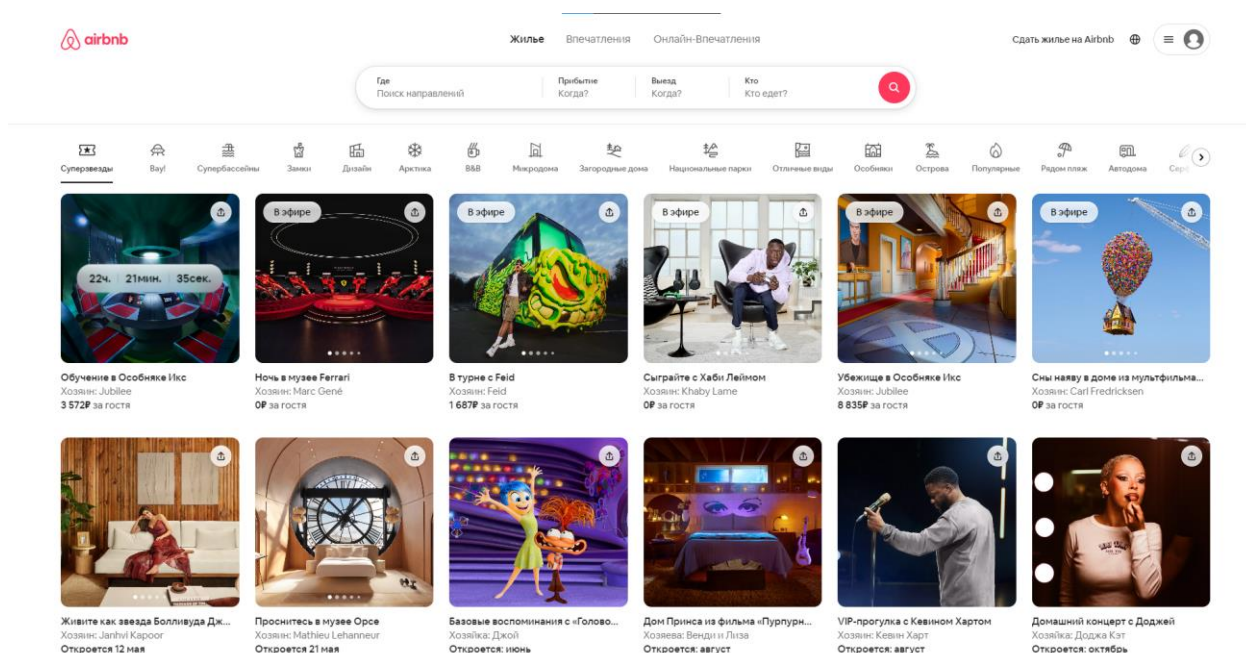 airbnb
Жилье Впечатления Онлайн-Впечатления
Сдать жилье на Airbnb
Где Прибытие Выезд Кто
Поиск направлений Когда? Когда? Кто едет?
Суперзвезды Вау! Супербассейны Замки Дизайн Арктика B&B Микродома Загородные дома Национальные парки Отличные виды Особняки Острова Популярные Рядом пляж Автодома
В эфире В эфире В эфире В эфире В эфире
22ч. 21мин. 35сек.
Обучение в Особняке Икс
Хозяин: Jubilee
3 572₽ за гостя
Ночь в музее Ferrari
Хозяин: Marc Gené
0₽ за гостя
В турне с Feid
Хозяин: Feid
1 687₽ за гостя
Сыграйте с Хаби Леймом
Хозяин: Khaby Lame
0₽ за гостя
Убежище в Особняке Икс
Хозяин: Jubilee
8 835₽ за гостя
Сны наяву в доме из мультфильма...
Хозяин: Carl Fredricksen
0₽ за гостя
Живите как звезда Болливуда Дж...
Хозяин: Janhvi Kapoor
Откроется 12 мая
Проснитесь в музее Орсе
Хозяин: Mathieu Lehanneur
Откроется 21 мая
Базовые воспоминания с «Голово...
Хозяйка: Джой
Откроется: июнь
Дом Принса из фильма «Пурпурн...
Хозяева: Венди и Лиза
Откроется: август
VIP-прогулка с Кевином Хартом
Хозяин: Кевин Харт
Откроется: август
Домашний концерт с Доджей
Хозяйка: Доджа Кэт
Откроется: октябрь